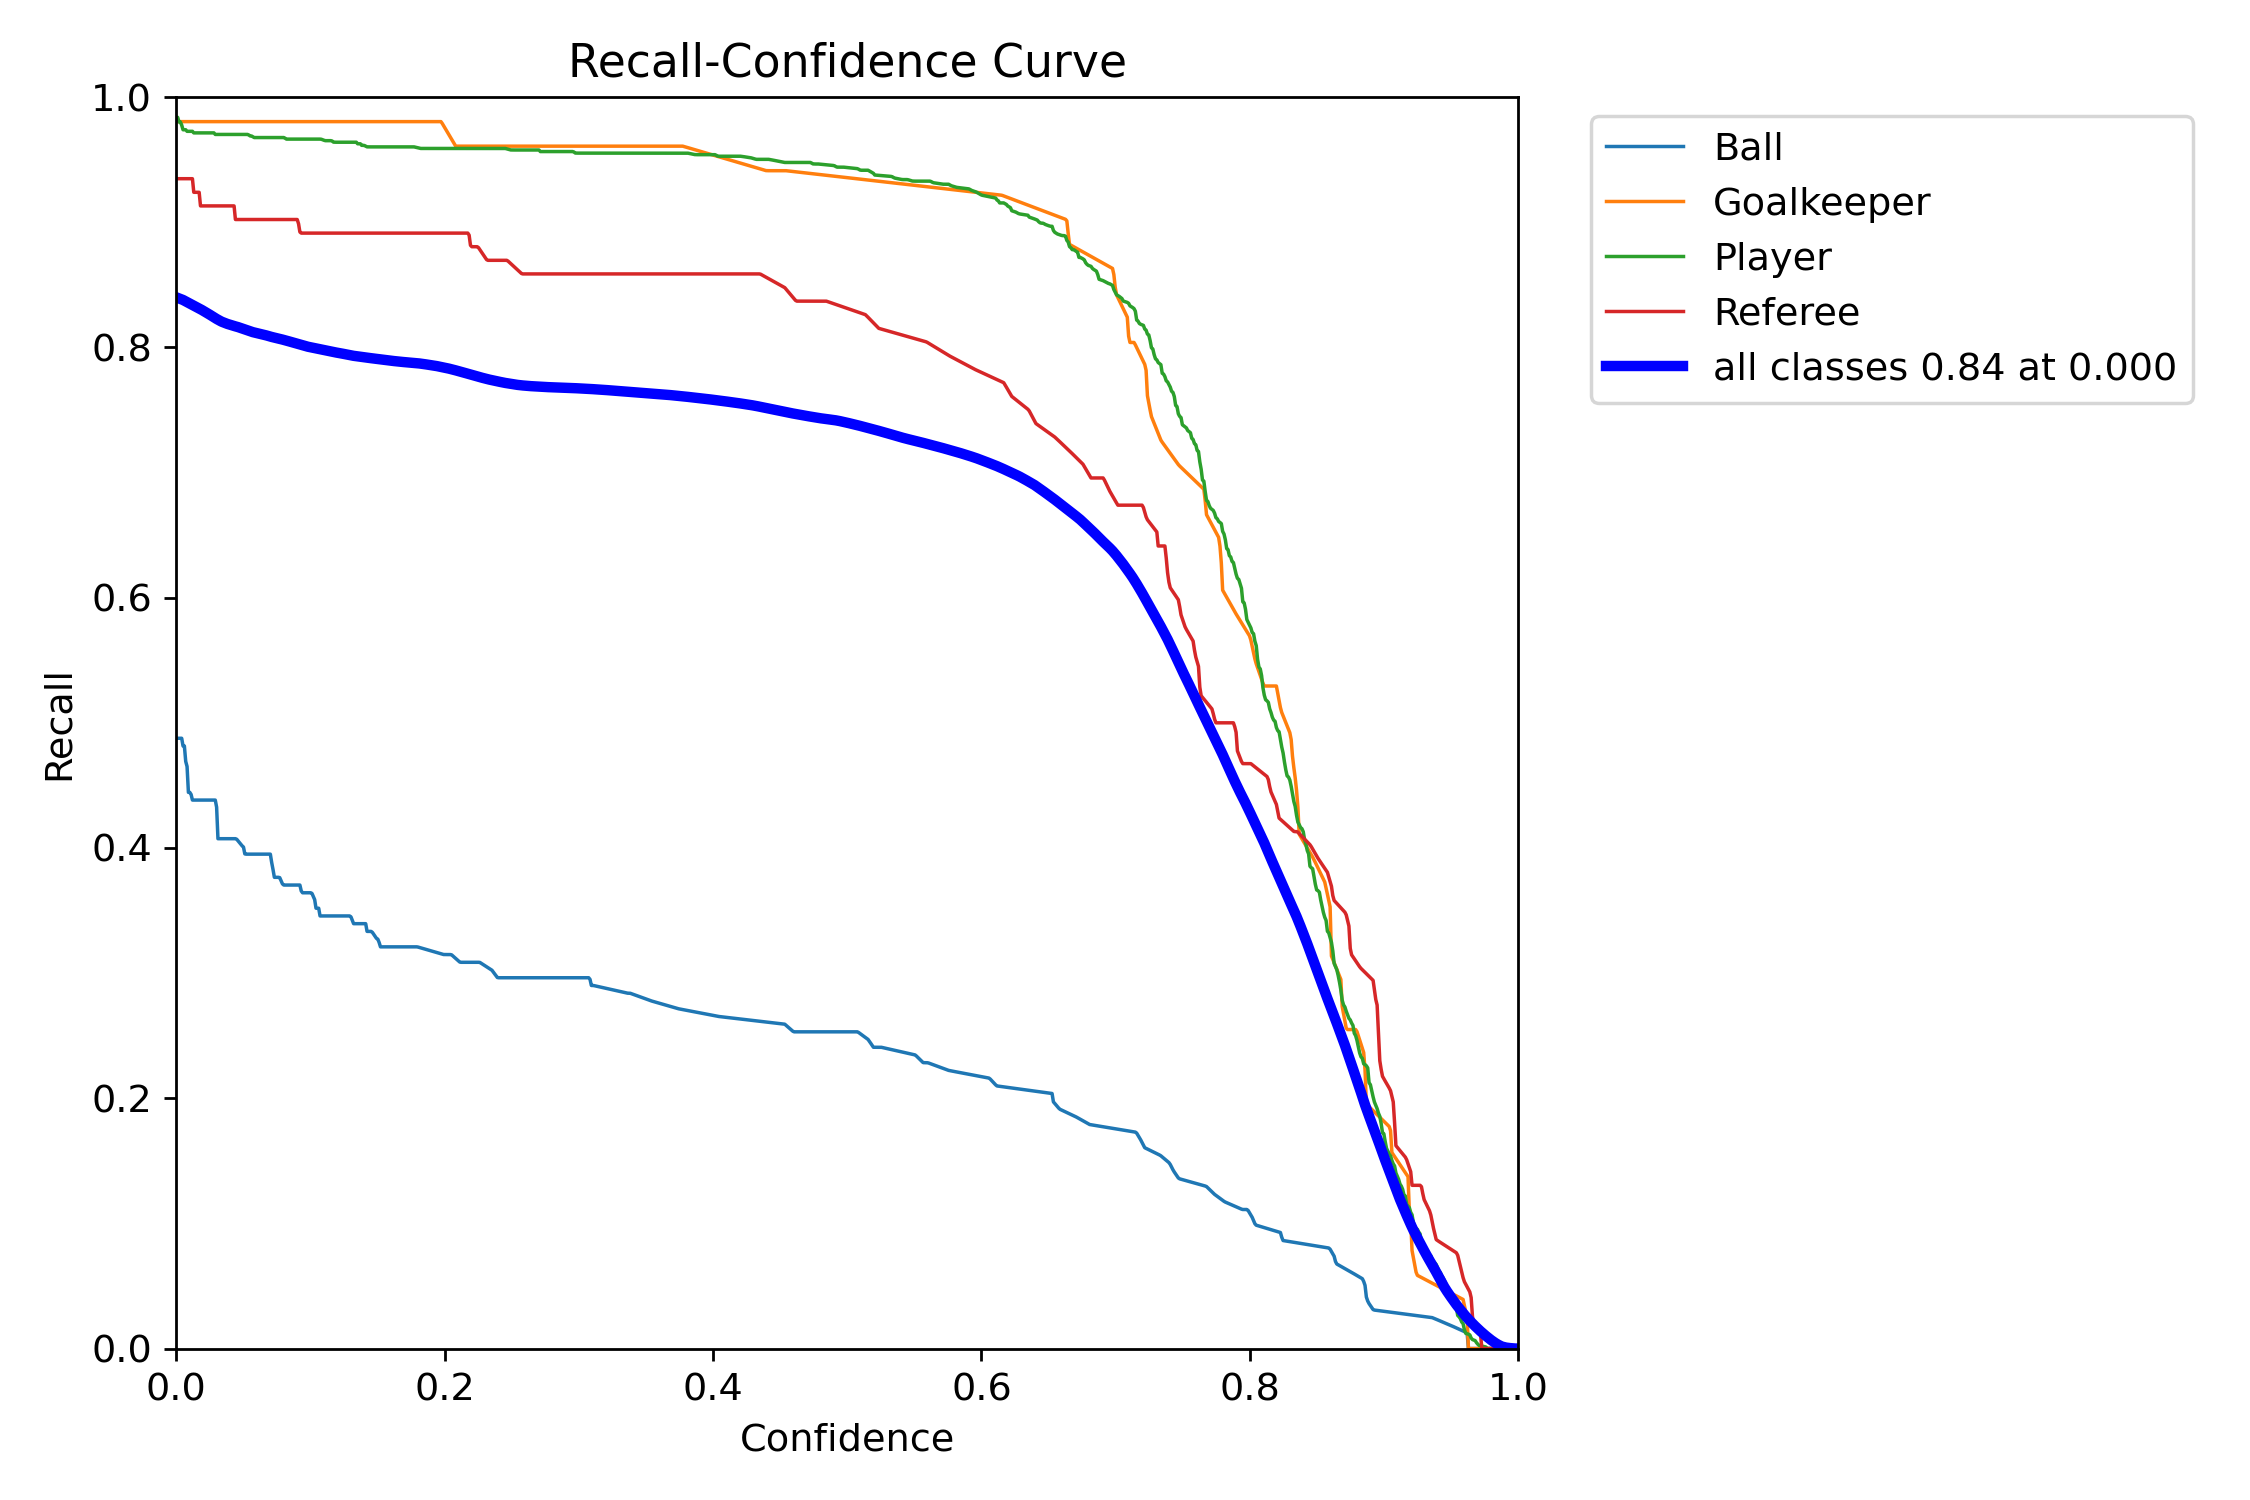 Recall-Confidence Curve
1.0
0.8
0.6
0.4
0.2
0.0
Recall
0.0 0.2 0.4 0.6 0.8 1.0
Confidence
Ball
Goalkeeper
Player
Referee
all classes 0.84 at 0.000